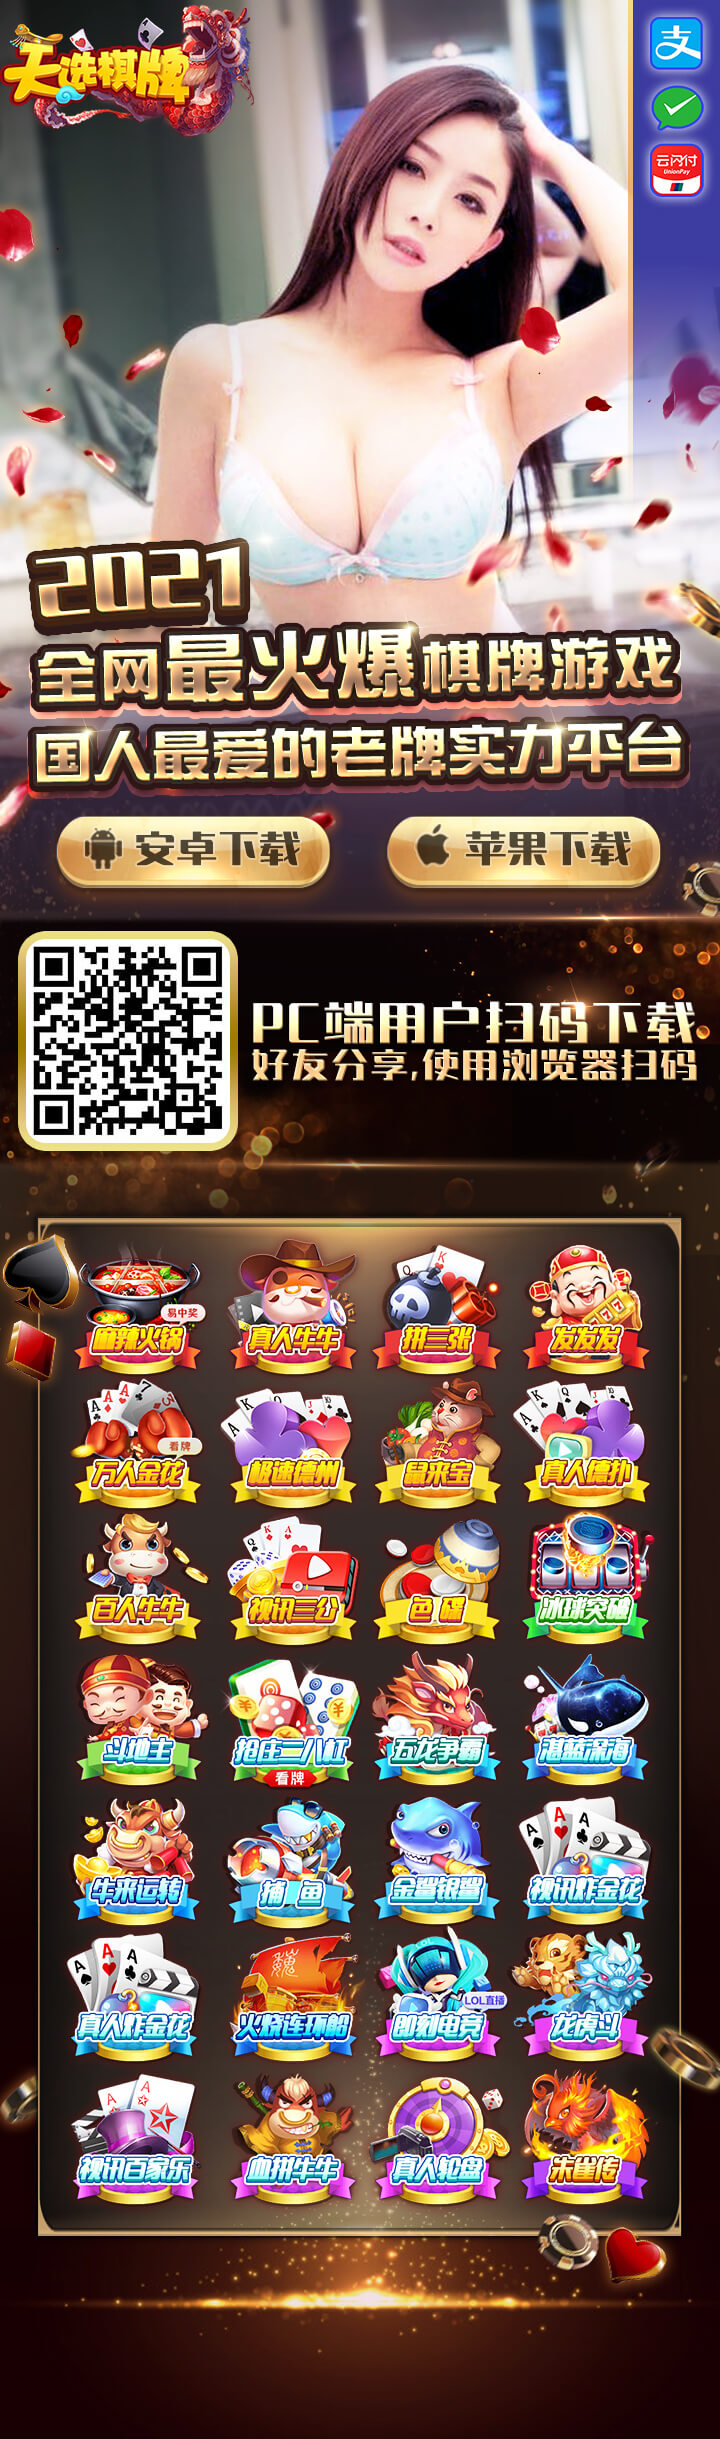 天选棋牌
支
云闪付
UnionPay
2021
全网最火爆棋牌游戏
国人最爱的老牌实力平台
安卓下载
苹果下载
PC端用户扫码下载
好友分享,使用浏览器扫码
易中奖
麻辣火锅
真人牛牛
拼三张
发发发
看牌
万人金花
极速德州
鼠来宝
真人德扑
百人牛牛
视讯三公
色碟
冰球突破
斗地主
抢庄二八杠
看牌
五龙争霸
湛蓝深海
牛来运转
捕鱼
金鲨银鲨
视讯炸金花
真人炸金花
魏
火烧连环船
LOL直播
即刻电竞
龙虎斗
视讯百家乐
血拼牛牛
真人轮盘
朱雀传